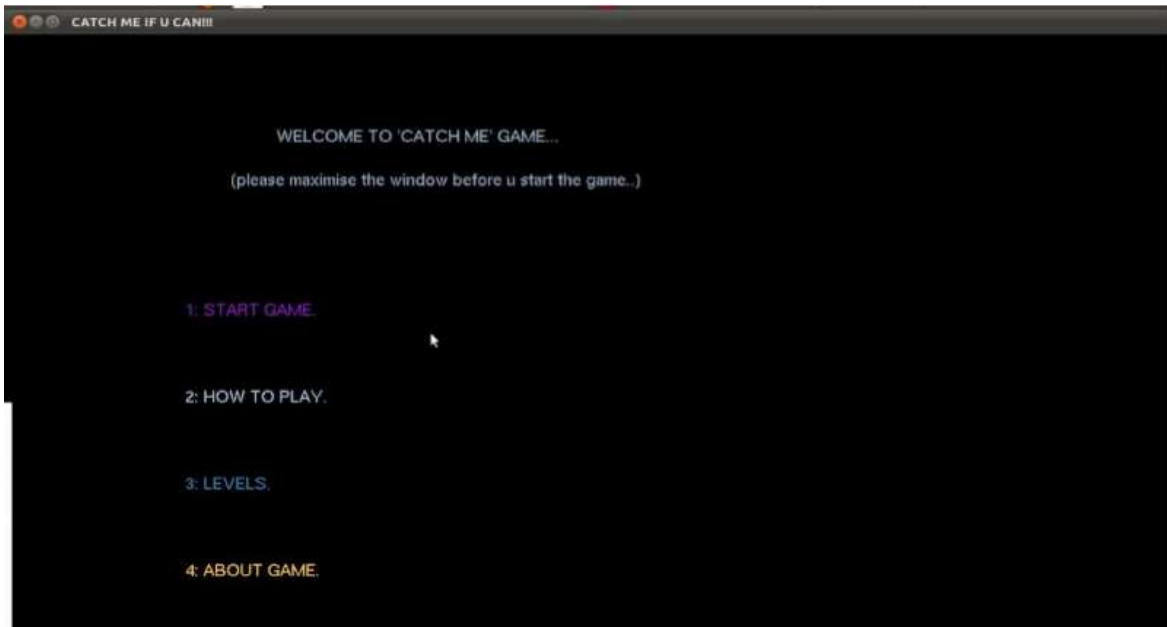 CATCH ME IF U CAN!!!
WELCOME TO 'CATCH ME' GAME...
(please maximise the window before u start the game..)
1: START GAME.
2: HOW TO PLAY.
3: LEVELS.
4: ABOUT GAME.